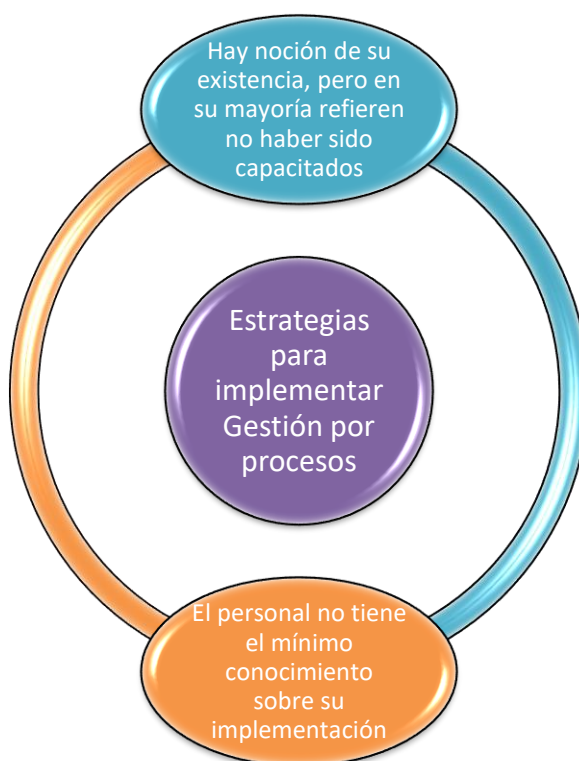 Hay noción de su
existencia, pero en
su mayoría refieren
no haber sido
capacitados
Estrategias
para
implementar
Gestión por
procesos
El personal no tiene
el mínimo
conocimiento
sobre su
implementación